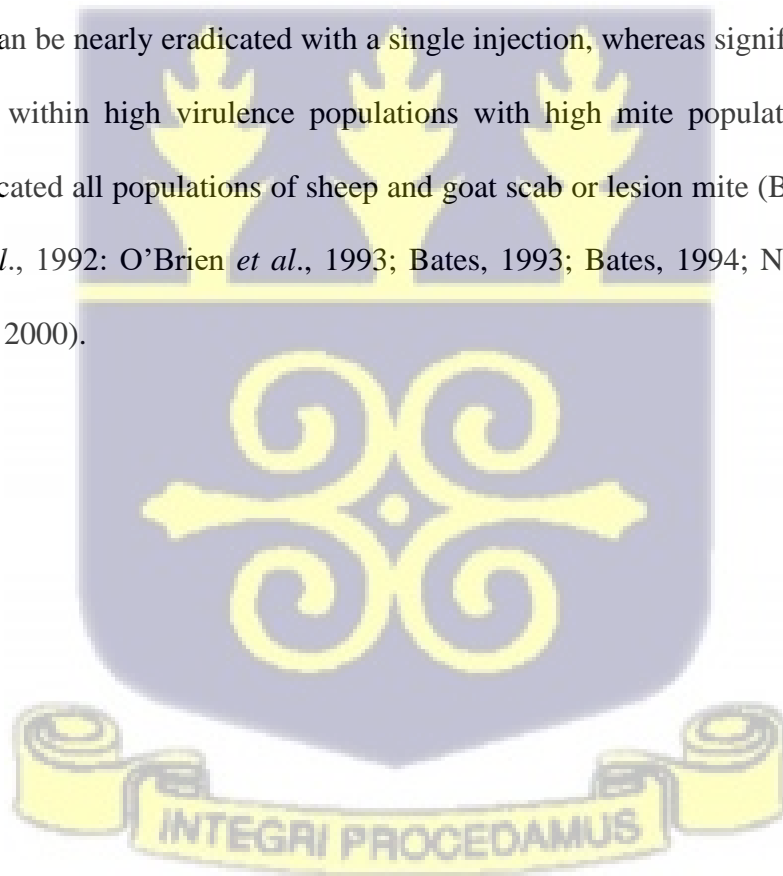 an be nearly eradicated with a single injection, whereas signif
within high virulence populations with high mite populat
cated all populations of sheep and goat scab or lesion mite (B
l., 1992: O’Brien et al., 1993; Bates, 1993; Bates, 1994; N
2000).
INTEGRI PROCEDAMUS